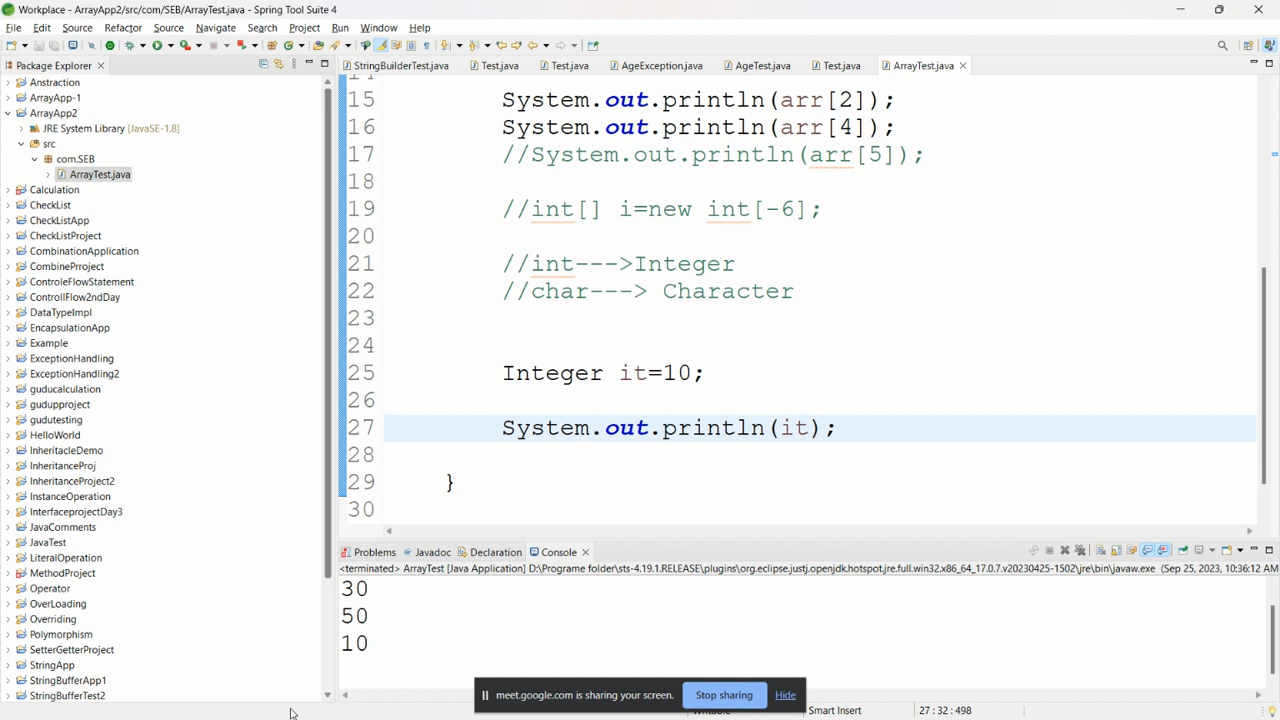 Workplace - ArrayApp2/src/com/SEB/ArrayTest.java - Spring Tool Suite 4
File Edit Source Refactor Source Navigate Search Project Run Window Help
Package Explorer
StringBuilderTest.java Test.java Test.java AgeException.java AgeTest.java Test.java ArrayTest.java
Anstraction
ArrayApp-1
ArrayApp2
JRE System Library [JavaSE-1.8]
src
com.SEB
ArrayTest.java
Calculation
CheckList
CheckListApp
CheckListProject
CombinationApplication
CombinePrroject
ControleFlowStatement
ControllFlow2ndDay
DataTypeImpl
EncapsulationApp
Example
ExceptionHandling
ExceptionHandling2
guducalculation
gudupproject
gudutesting
HelloWorld
InheritacleDemo
InheritanceProj
InheritanceProject2
InstanceOperation
InterfaceprojectDay3
JavaComments
JavaTest
LiteralOperation
MethodProject
Operator
OverLoading
Overriding
Polymorphism
SetterGetterProject
StringApp
StringBufferApp1
StringBufferTest2
15 System.out.println(arr[2]);
16 System.out.println(arr[4]);
17 //System.out.println(arr[5]);
18
19 //int[] i=new int[-6];
20
21 //int--->Integer
22 //char---> Character
23
24
25 Integer it=10;
26
27 System.out.println(it);
28
29 }
30
Problems Javadoc Declaration Console
<terminated> ArrayTest [Java Application] D:\Programe folder\sts-4.19.1.RELEASE\plugins\org.eclipse.justj.openjdk.hotspot.jre.full.win32.x86_64_17.0.7.v20230425-1502\jre\bin\javaw.exe (Sep 25, 2023, 10:36:12 AM
30
50
10
meet.google.com is sharing your screen. Stop sharing Hide
Smart Insert 27 : 32 : 498